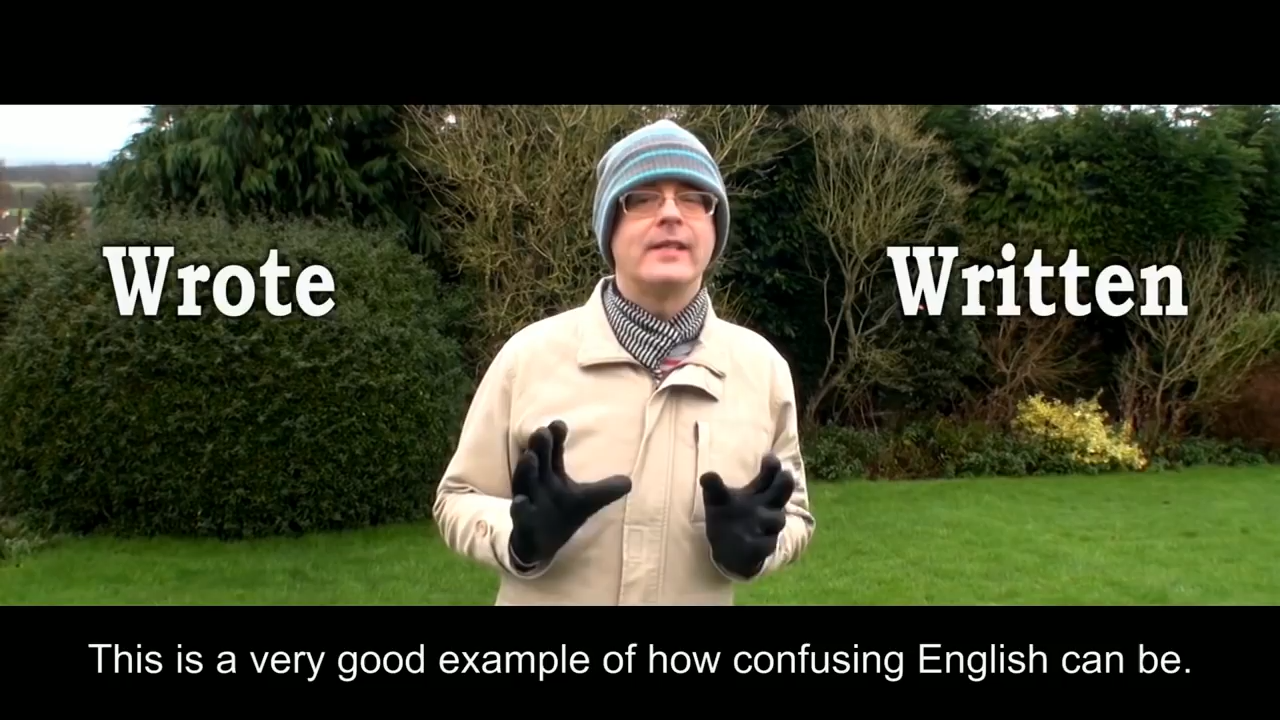 Wrote
Written
This is a very good example of how confusing English can be.